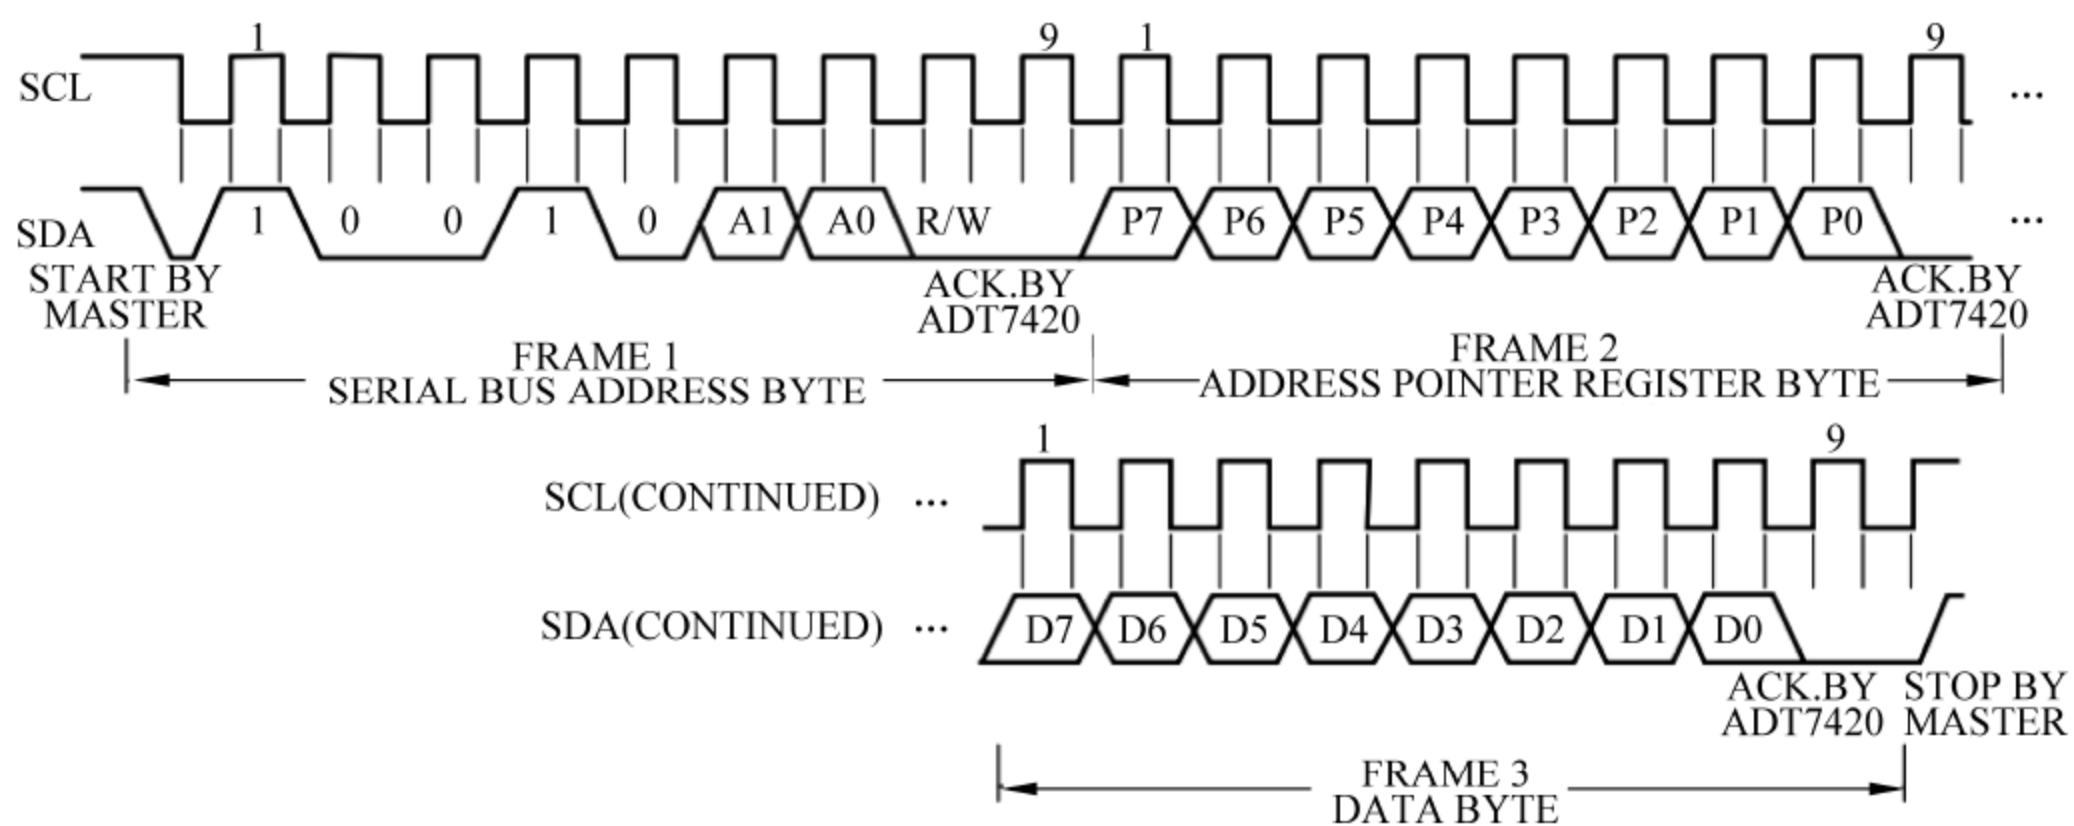 1 9 1 9
SCL ...
SDA 1 0 0 1 0 A1 A0 R/W P7 P6 P5 P4 P3 P2 P1 P0 ...
START BY
MASTER
ACK.BY
ADT7420
ACK.BY
ADT7420
FRAME 1
SERIAL BUS ADDRESS BYTE
FRAME 2
ADDRESS POINTER REGISTER BYTE
1 9
SCL(CONTINUED) ...
SDA(CONTINUED) ... D7 D6 D5 D4 D3 D2 D1 D0
ACK.BY
ADT7420
STOP BY
MASTER
FRAME 3
DATA BYTE